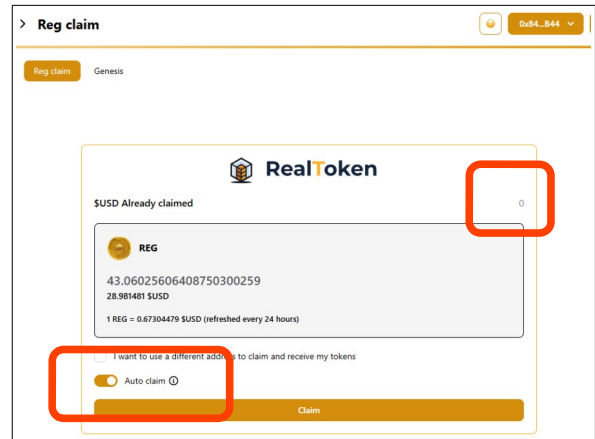 Reg claim
0x84...B44
Reg claim
Genesis
RealToken
$USD Already claimed
0
REG
43.06025606408750300259
28.981481 $USD
1 REG = 0.67304479 $USD (refreshed every 24 hours)
I want to use a different address to claim and receive my tokens
Auto claim
Claim